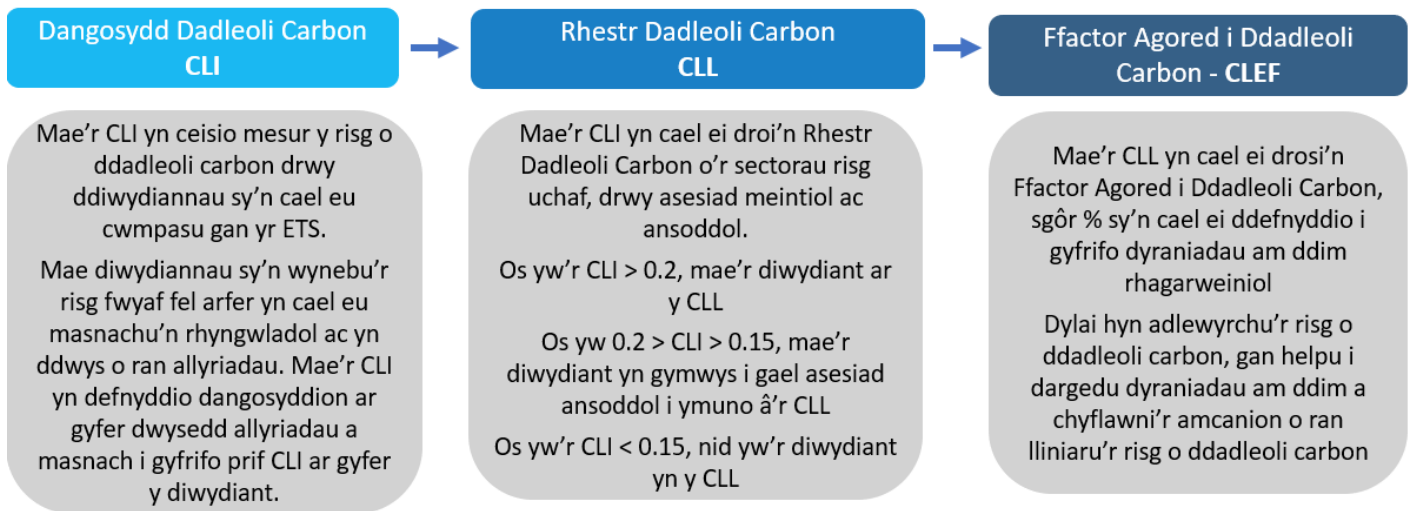 Dangosydd Dadleoli Carbon
CLI
Mae'r CLI yn ceisio mesur y risg o
ddadleoli carbon drwy
ddiwydiannau sy'n cael eu
cwmpasu gan yr ETS.
Mae diwydiannau sy'n wynebu'r
risg fwyaf fel arfer yn cael eu
masnachu'n rhyngwladol ac yn
ddwys o ran allyriadau. Mae'r CLI
yn defnyddio dangosyddion ar
gyfer dwysedd allyriadau a
masnach i gyfrifo prif CLI ar gyfer
y diwydiant.
Rhestr Dadleoli Carbon
CLL
Mae'r CLI yn cael ei droi'n Rhestr
Dadleoli Carbon o'r sectorau risg
uchaf, drwy asesiad meintiol ac
ansoddol.
Os yw'r CLI > 0.2, mae'r diwydiant ar
y CLL
Os yw 0.2 > CLI > 0.15, mae'r
diwydiant yn gymwys i gael asesiad
ansoddol i ymuno â'r CLL
Os yw'r CLI < 0.15, nid yw'r diwydiant
yn y CLL
Ffactor Agored i Ddadleoli
Carbon - CLEF
Mae'r CLL yn cael ei drosi'n
Ffactor Agored i Ddadleoli Carbon,
sgôr % sy'n cael ei ddefnyddio i
gyfrifo dyraniadau am ddim
rhagarweiniol
Dylai hyn adlewyrchu'r risg o
ddadleoli carbon, gan helpu i
dargedu dyraniadau am ddim a
chyflawni'r amcanion o ran
lliniaru'r risg o ddadleoli carbon